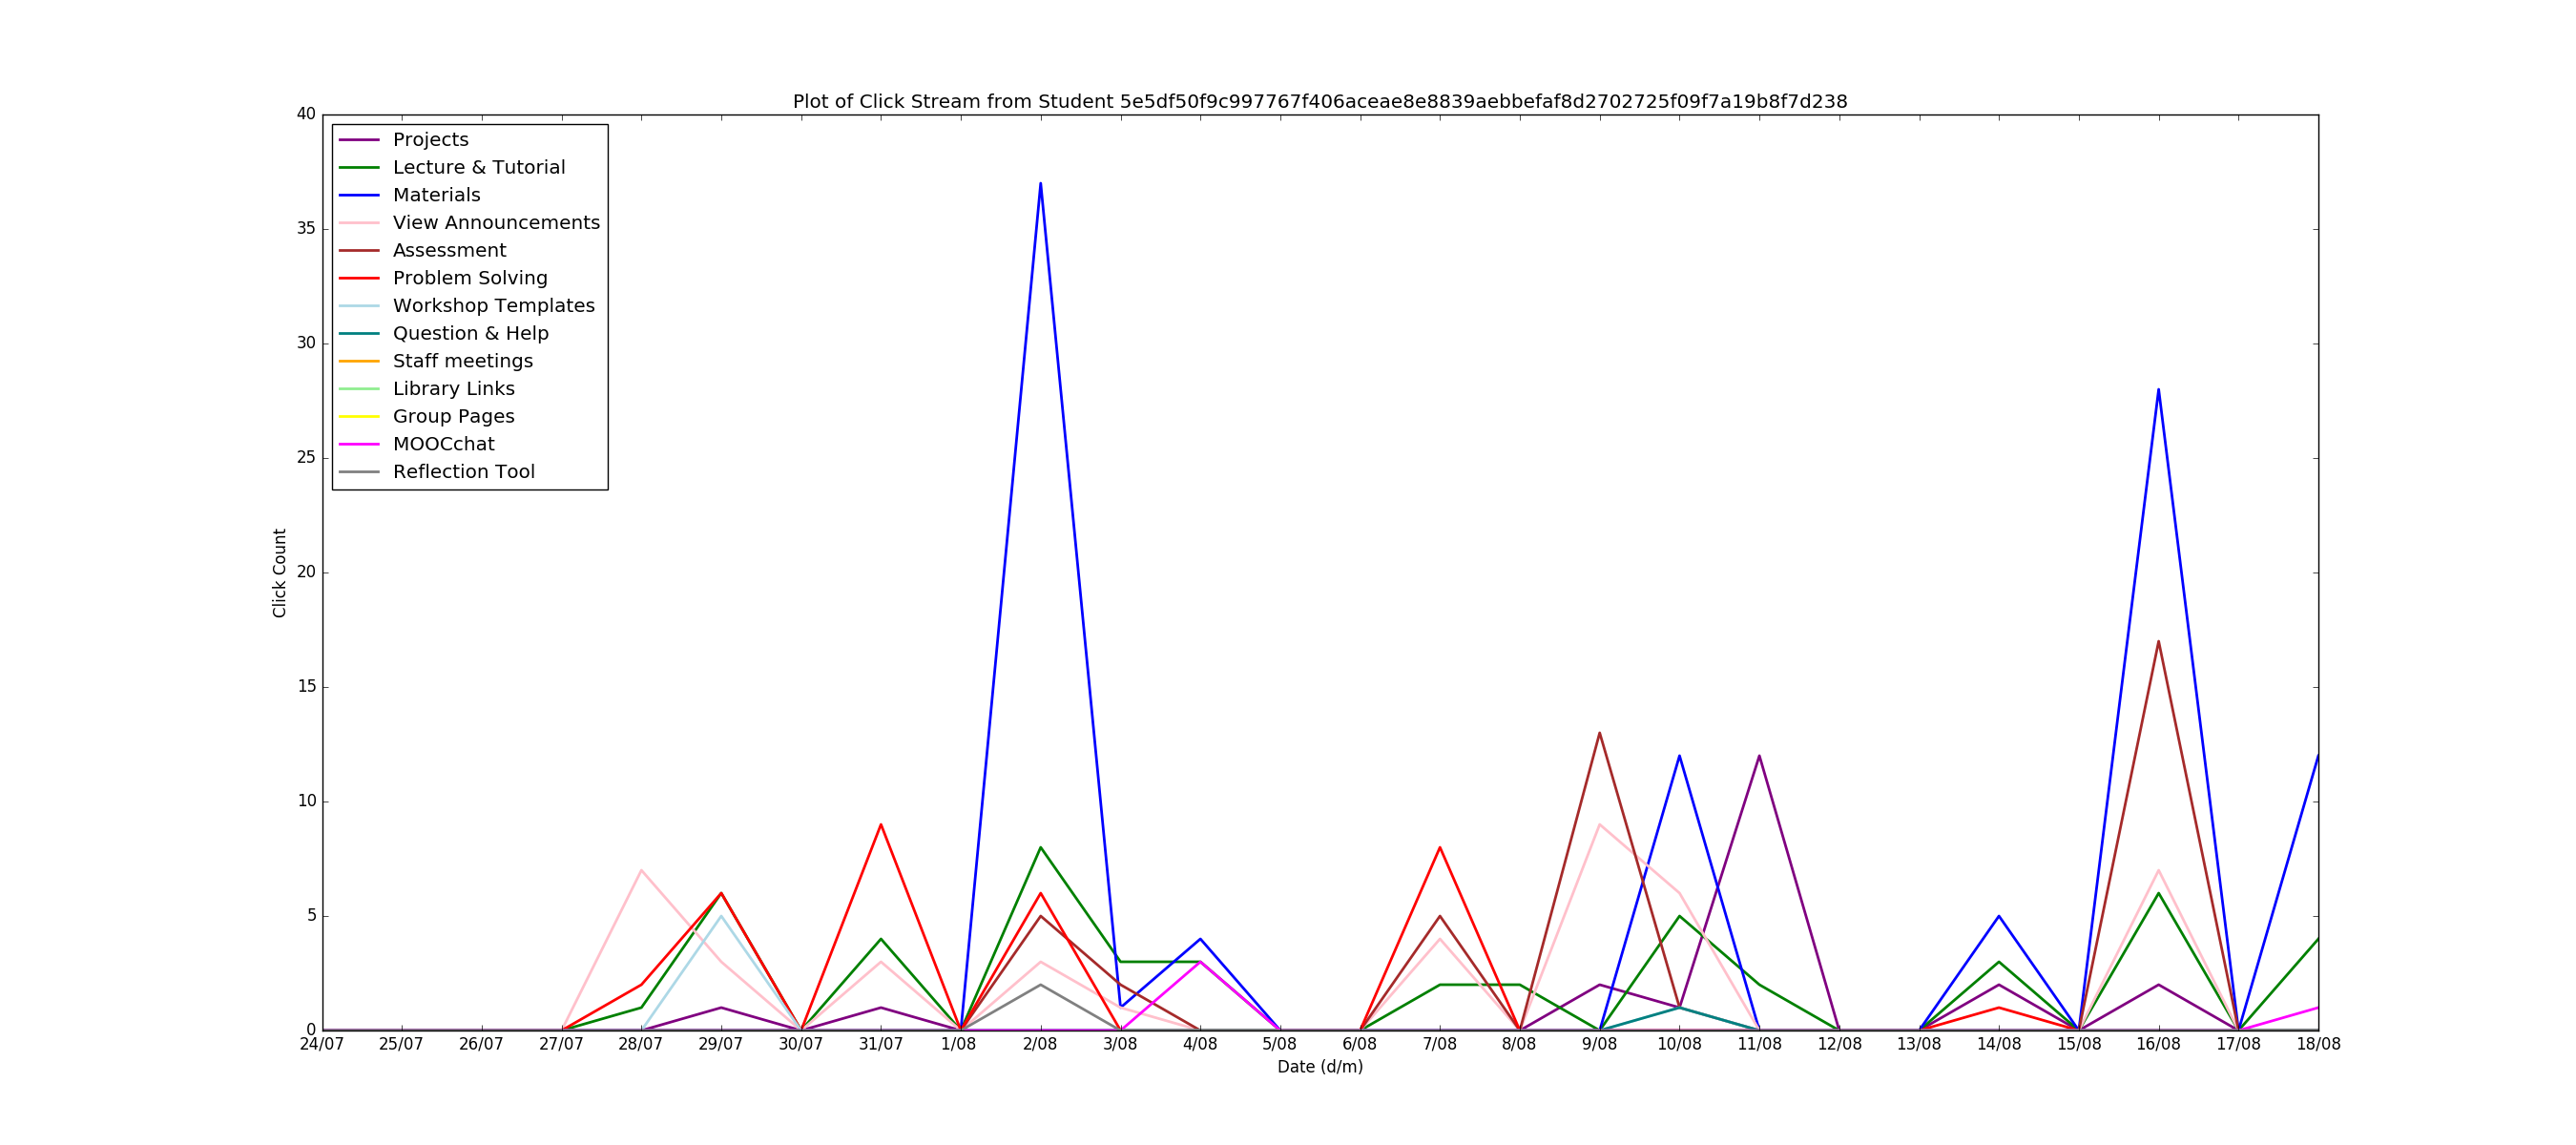 Plot of Click Stream from Student 5e5df50f9c997767f406aceae8e8839aebbefaf8d2702725f09f7a19b8f7d238
40
35
30
25
20
15
10
5
0
Click Count
Projects
Lecture & Tutorial
Materials
View Announcements
Assessment
Problem Solving
Workshop Templates
Question & Help
Staff meetings
Library Links
Group Pages
MOOCchat
Reflection Tool
24/07 25/07 26/07 27/07 28/07 29/07 30/07 31/07 1/08 2/08 3/08 4/08 5/08 6/08 7/08 8/08 9/08 10/08 11/08 12/08 13/08 14/08 15/08 16/08 17/08 18/08
Date (d/m)